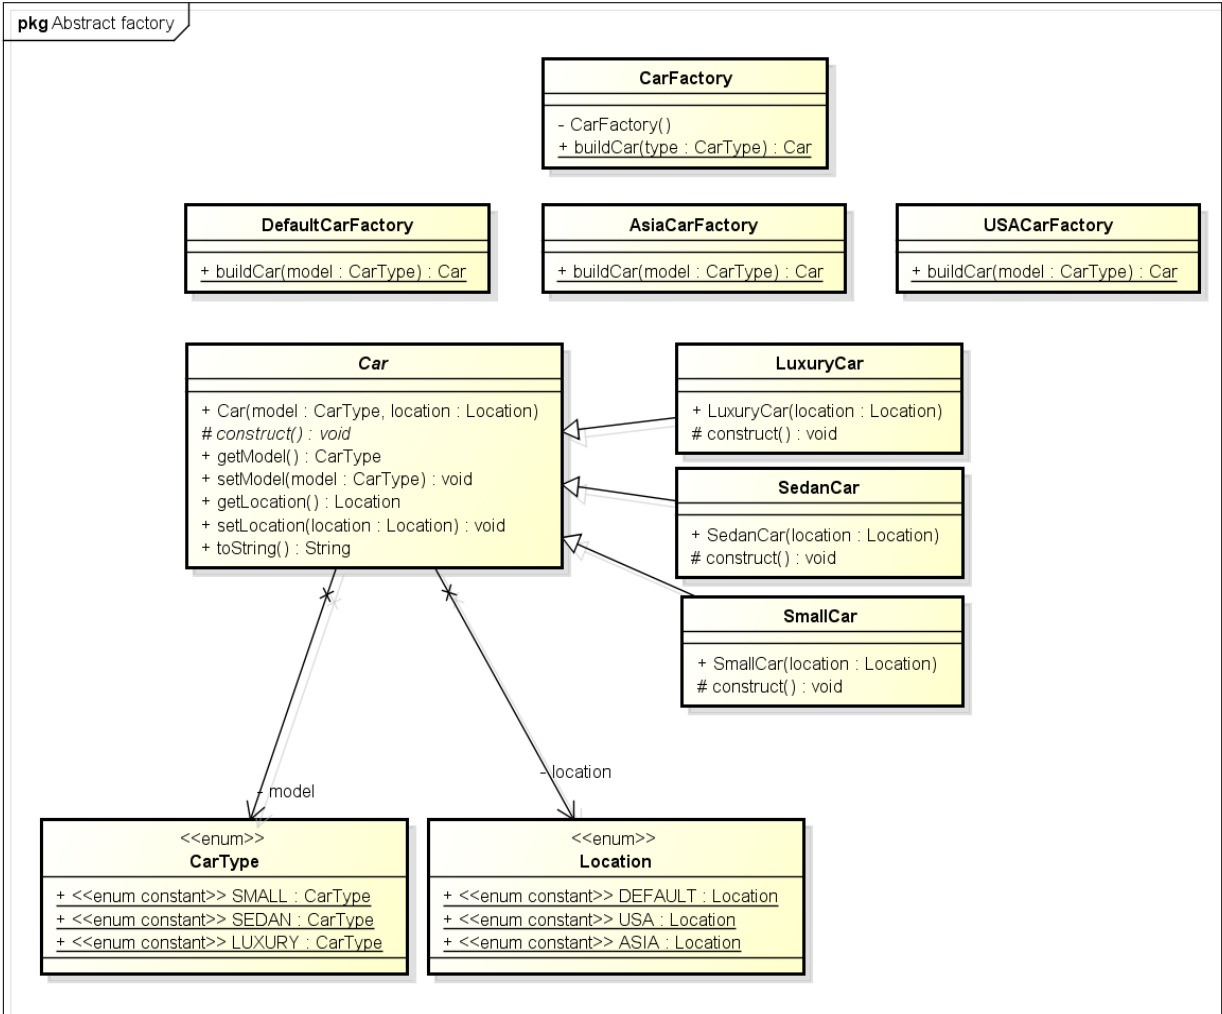 pkg Abstract factory
CarFactory
- CarFactory()
+ buildCar(type : CarType) : Car
DefaultCarFactory
+ buildCar(model : CarType) : Car
AsiaCarFactory
+ buildCar(model : CarType) : Car
USACarFactory
+ buildCar(model : CarType) : Car
Car
+ Car(model : CarType, location : Location)
# construct() : void
+ getModel() : CarType
+ setModel(model : CarType) : void
+ getLocation() : Location
+ setLocation(location : Location) : void
+ toString() : String
LuxuryCar
+ LuxuryCar(location : Location)
# construct() : void
SedanCar
+ SedanCar(location : Location)
# construct() : void
SmallCar
+ SmallCar(location : Location)
# construct() : void
- model
- location
<<enum>>
CarType
+ <<enum constant>> SMALL : CarType
+ <<enum constant>> SEDAN : CarType
+ <<enum constant>> LUXURY : CarType
<<enum>>
Location
+ <<enum constant>> DEFAULT : Location
+ <<enum constant>> USA : Location
+ <<enum constant>> ASIA : Location